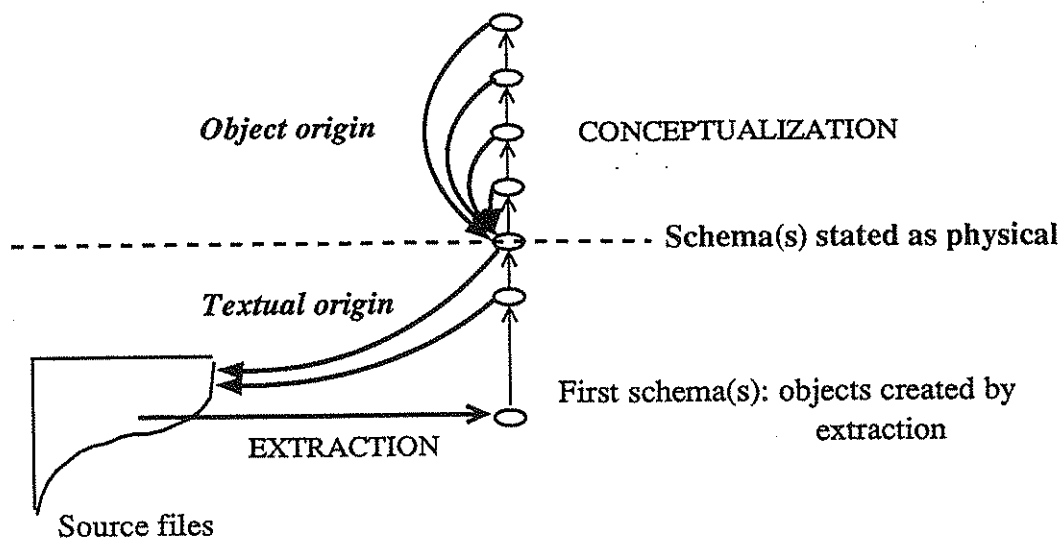 Object origin
CONCEPTUALIZATION
Schema(s) stated as physical
Textual origin
First schema(s): objects created by
extraction
EXTRACTION
Source files